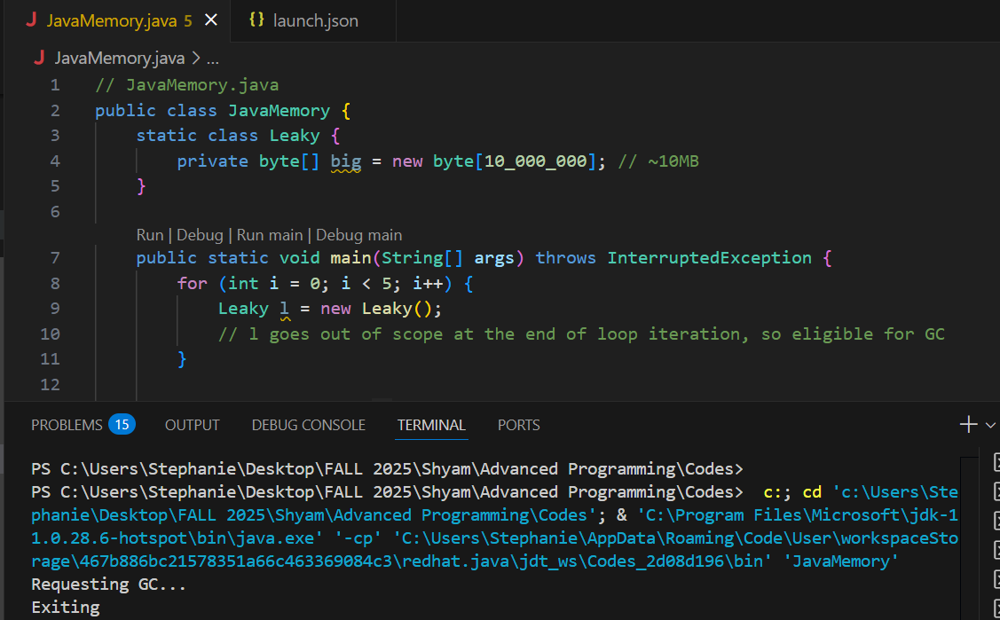 J JavaMemory.java 5 × {} launch.json
J JavaMemory.java > ...
1 // JavaMemory.java
2 public class JavaMemory {
3 static class Leaky {
4 private byte[] big = new byte[10_000_000]; // ~10MB
5 }
6
Run | Debug | Run main | Debug main
7 public static void main(String[] args) throws InterruptedException {
8 for (int i = 0; i < 5; i++) {
9 Leaky l = new Leaky();
10 // l goes out of scope at the end of loop iteration, so eligible for GC
11 }
12
PROBLEMS 15 OUTPUT DEBUG CONSOLE TERMINAL PORTS
PS C:\Users\Stephanie\Desktop\FALL 2025\Shyam\Advanced Programming\Codes>
PS C:\Users\Stephanie\Desktop\FALL 2025\Shyam\Advanced Programming\Codes> c:; cd 'c:\Users\Ste
phanie\Desktop\FALL 2025\Shyam\Advanced Programming\Codes'; & 'C:\Program Files\Microsoft\jdk-1
1.0.28.6-hotspot\bin\java.exe' '-cp' 'C:\Users\Stephanie\AppData\Roaming\Code\User\workspaceSto
rage\467b886bc21578351a66c463369084c3\redhat.java\jdt_ws\Codes_2d08d196\bin' 'JavaMemory'
Requesting GC...
Exiting